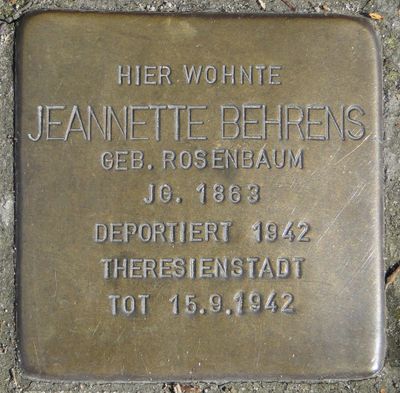 HIER WOHNTE
JEANNETTE BEHRENS
GEB. ROSENBAUM
JG. 1863
DEPORTIERT 1942
THERESIENSTADT
TOT 15.9.1942